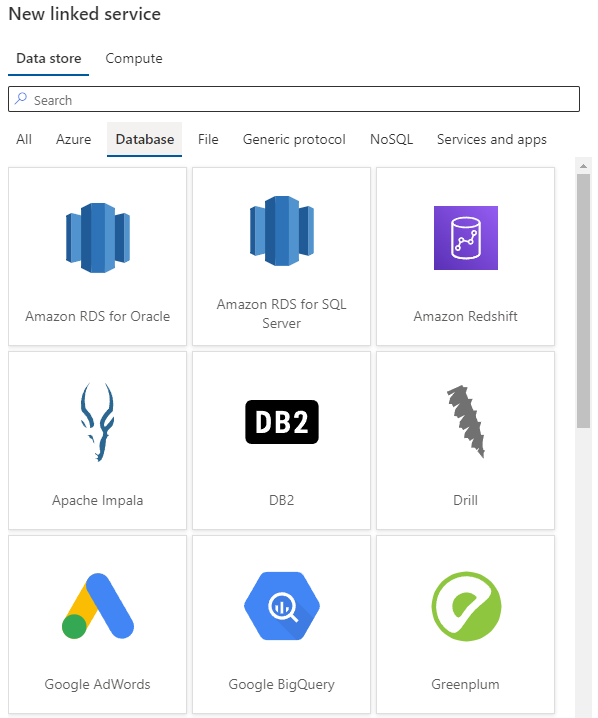 New linked service
Data store Compute
Search
All Azure Database File Generic protocol NoSQL Services and apps
Amazon RDS for Oracle
Amazon RDS for SQL
Server
Amazon Redshift
Apache Impala
DB2
DB2
Drill
Google AdWords
Google BigQuery
Greenplum